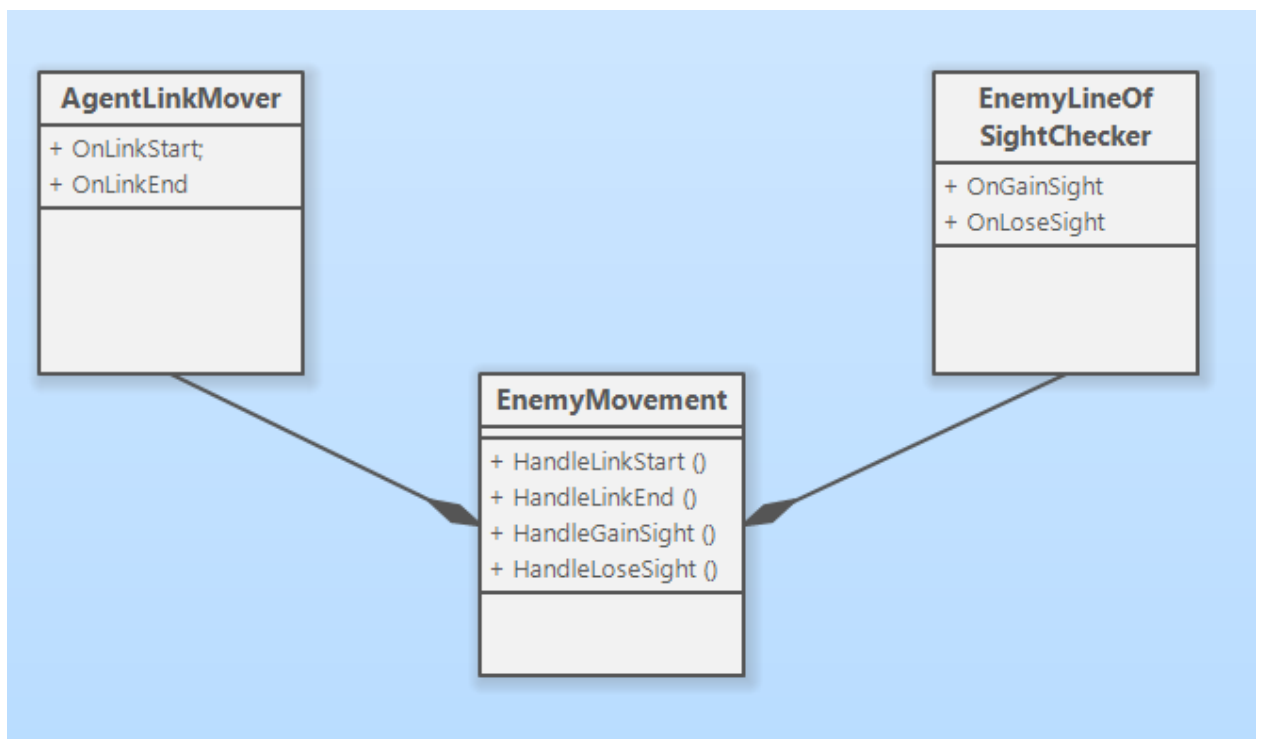 AgentLinkMover
+ OnLinkStart;
+ OnLinkEnd
EnemyLineOf
SightChecker
+ OnGainSight
+ OnLoseSight
EnemyMovement
+ HandleLinkStart ()
+ HandleLinkEnd ()
+ HandleGainSight ()
+ HandleLoseSight ()